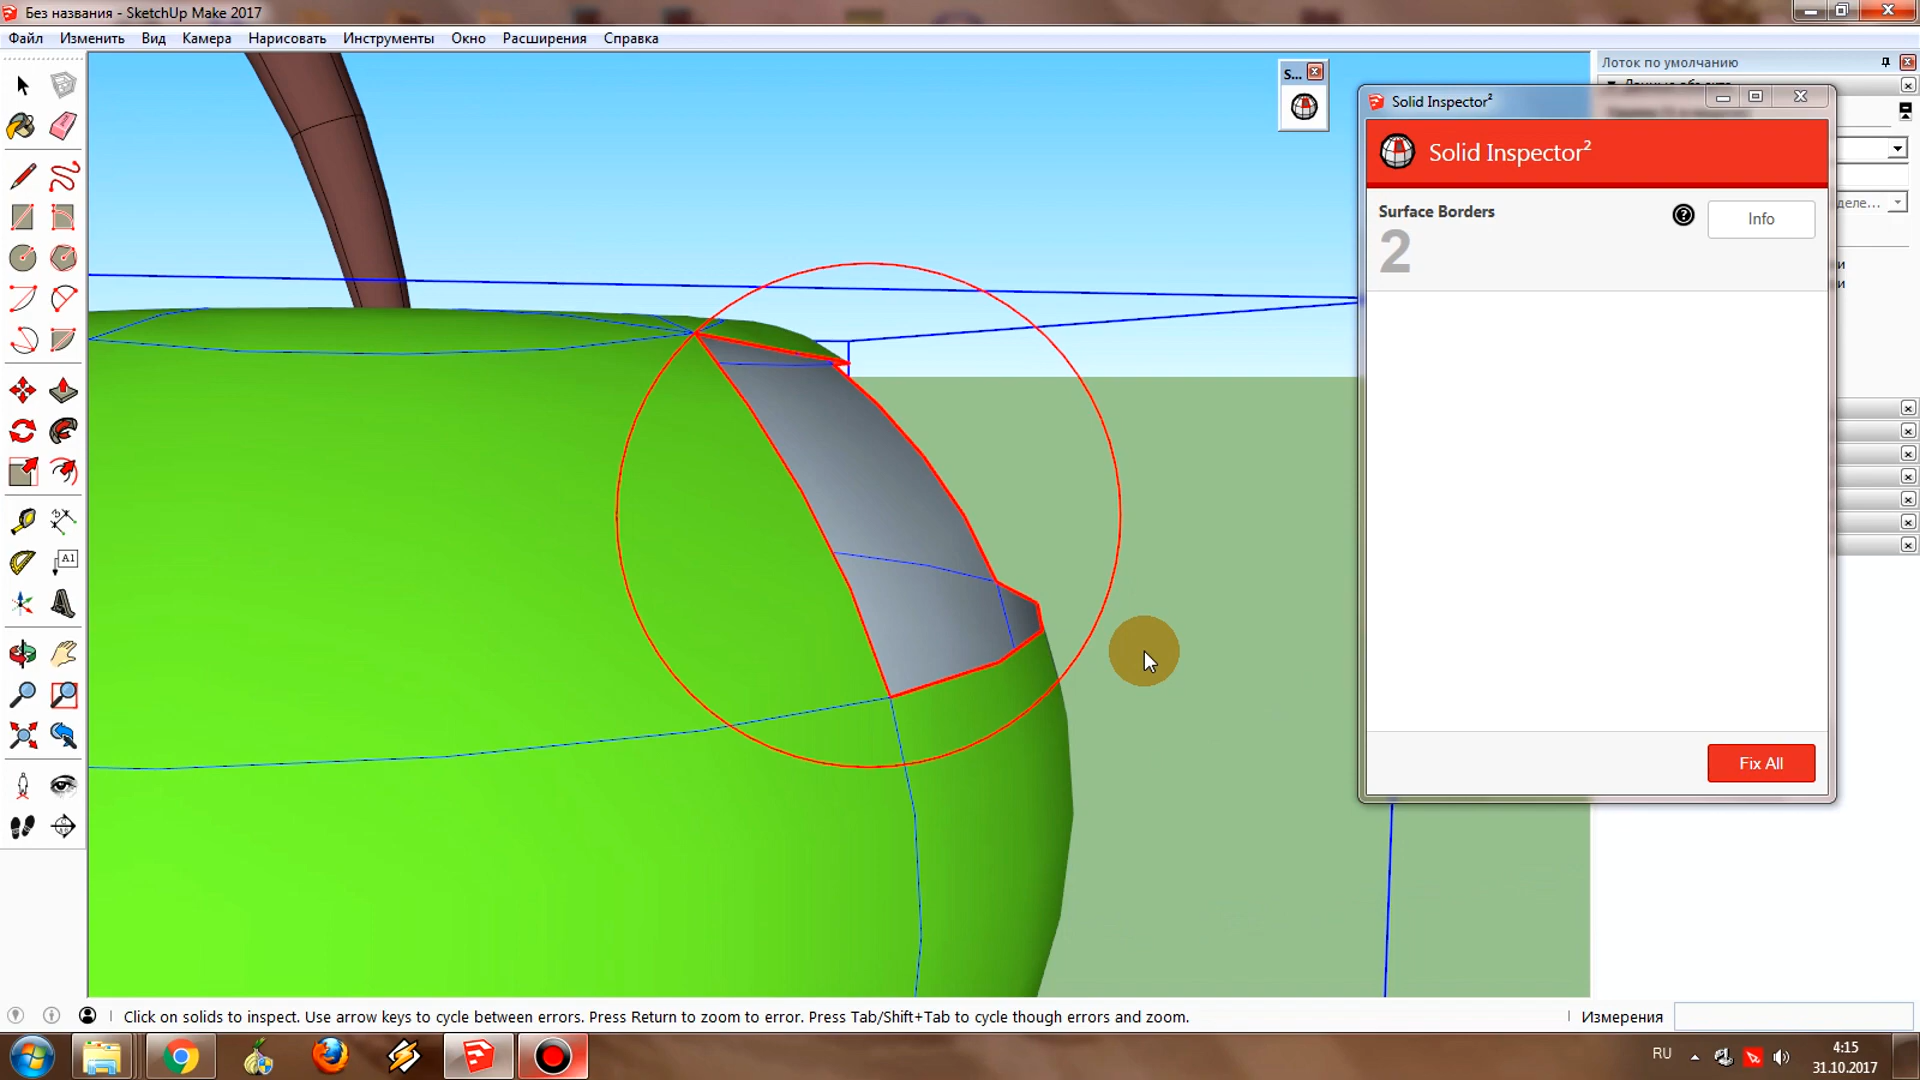 Без названия - SketchUp Make 2017
Файл Изменить Вид Камера Нарисовать Инструменты Окно Расширения Справка
Лоток по умолчанию
S...
Solid Inspector²
Solid Inspector²
Surface Borders
2
Info
деле...
и
и
A1
Fix All
Click on solids to inspect. Use arrow keys to cycle between errors. Press Return to zoom to error. Press Tab/Shift+Tab to cycle though errors and zoom.
Измерения
RU
4:15
31.10.2017